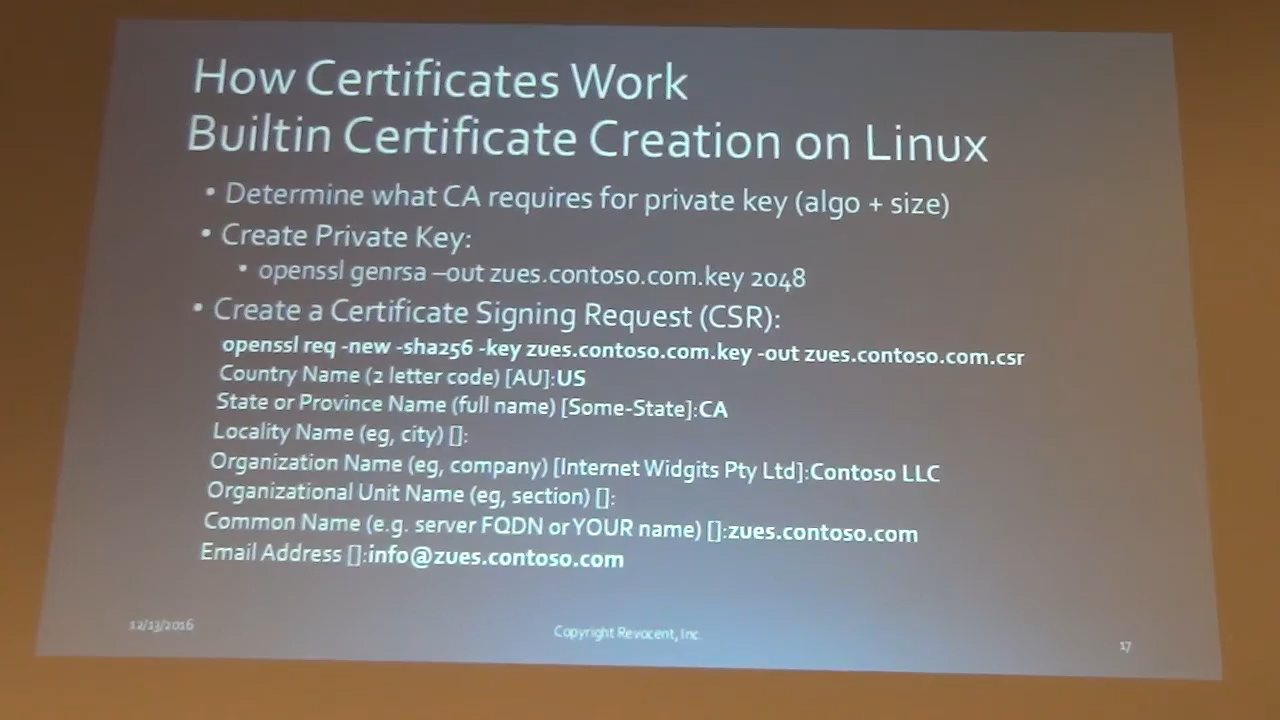 How Certificates Work
Builtin Certificate Creation on Linux
• Determine what CA requires for private key (algo + size)
• Create Private Key:
• openssl genrsa –out zues.contoso.com.key 2048
• Create a Certificate Signing Request (CSR):
openssl req -new -sha256 -key zues.contoso.com.key -out zues.contoso.com.csr
Country Name (2 letter code) [AU]:US
State or Province Name (full name) [Some-State]:CA
Locality Name (eg, city) []:
Organization Name (eg, company) [Internet Widgits Pty Ltd]:Contoso LLC
Organizational Unit Name (eg, section) []:
Common Name (e.g. server FQDN or YOUR name) []:zues.contoso.com
Email Address []:info@zues.contoso.com
12/13/2016
Copyright Revocent, Inc.
17